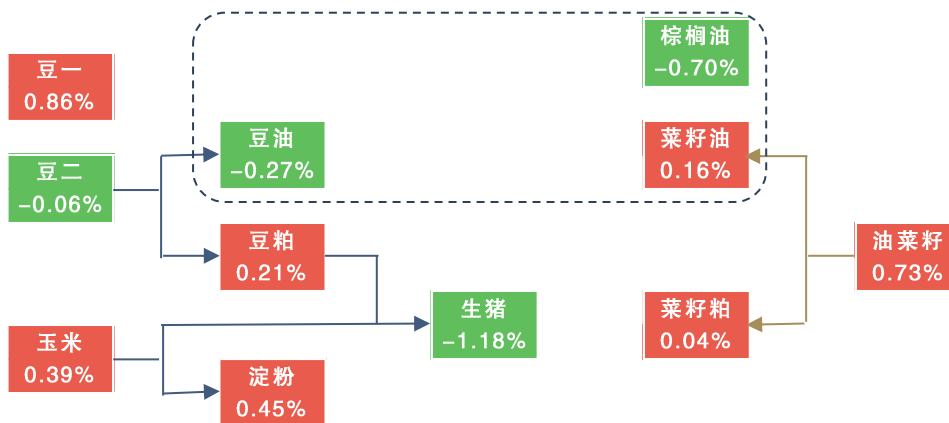 棕榈油
-0.70%
豆一
0.86%
豆油
-0.27%
菜籽油
0.16%
豆二
-0.06%
豆粕
0.21%
油菜籽
0.73%
生猪
-1.18%
菜籽粕
0.04%
玉米
0.39%
淀粉
0.45%